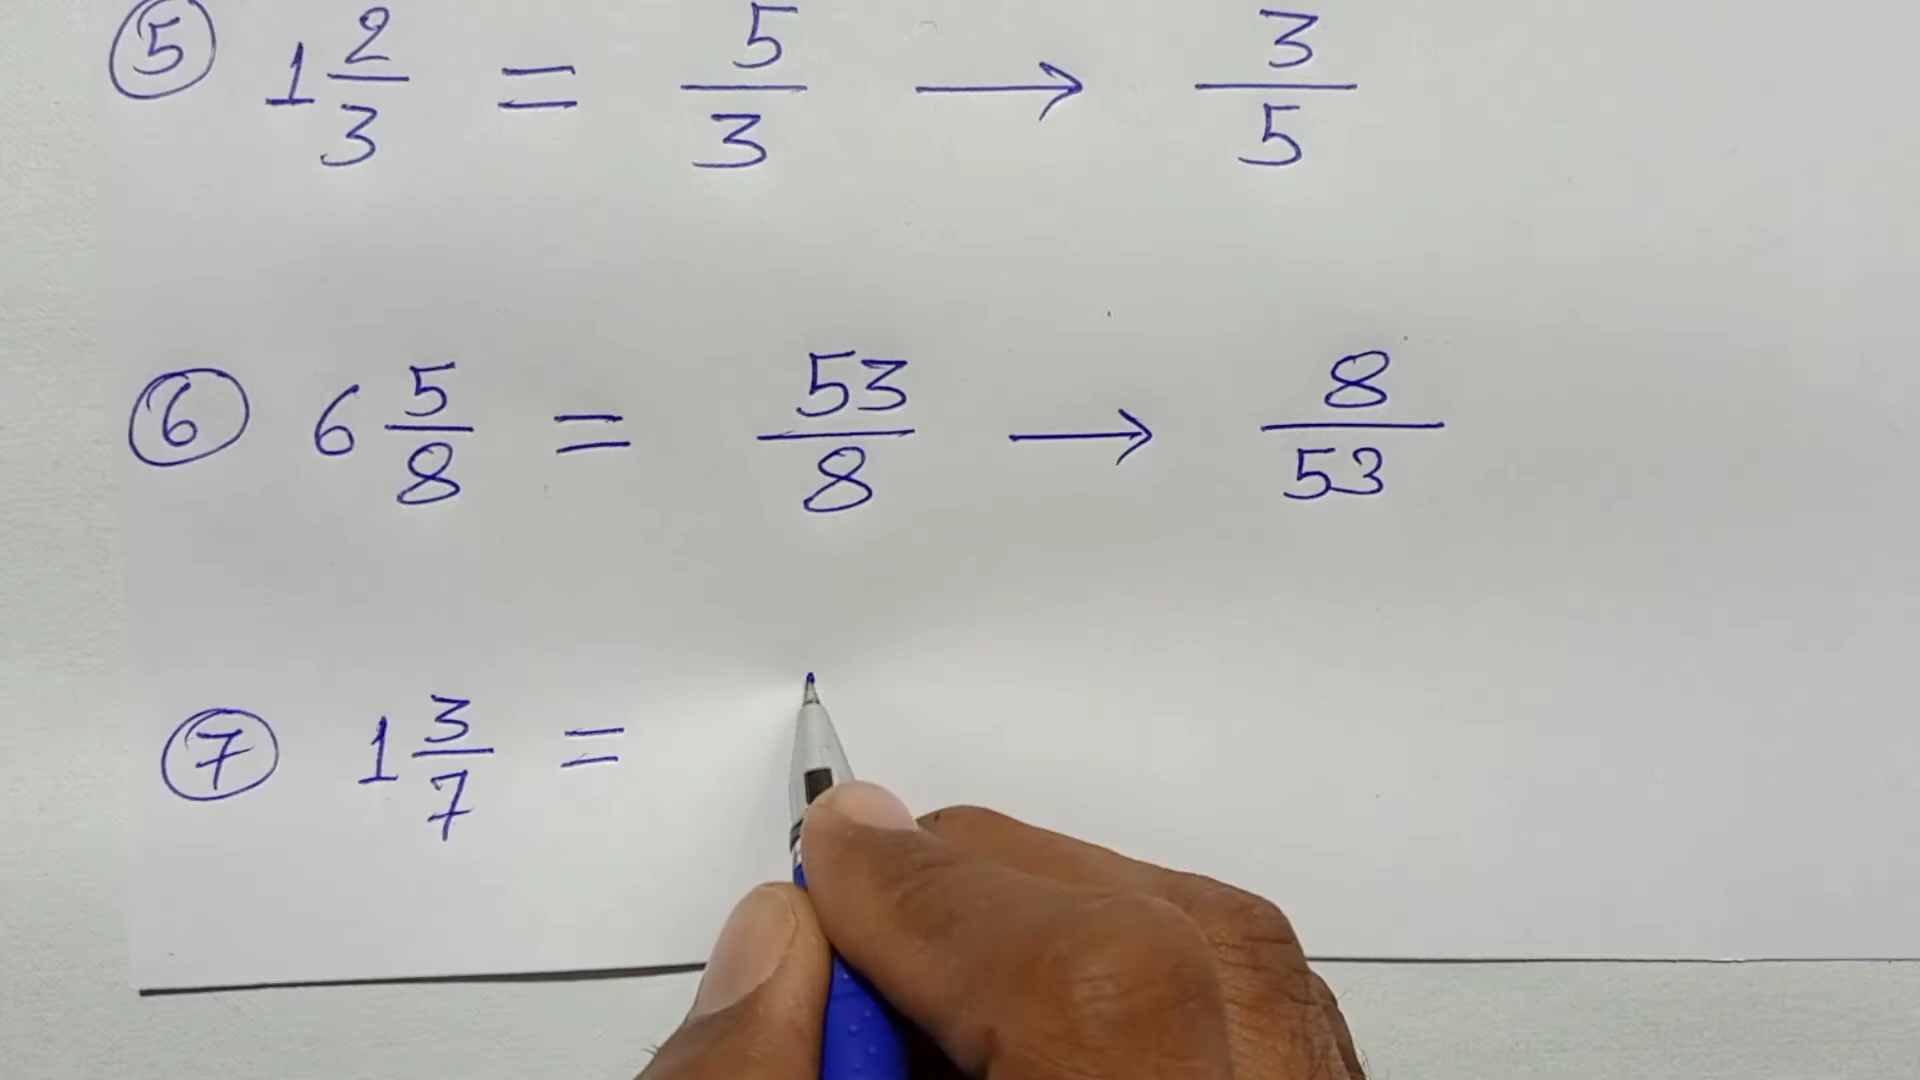 ⑤ 1 2/3 = 5/3 → 3/5
⑥ 6 5/8 = 53/8 → 8/53
⑦ 1 3/7 =